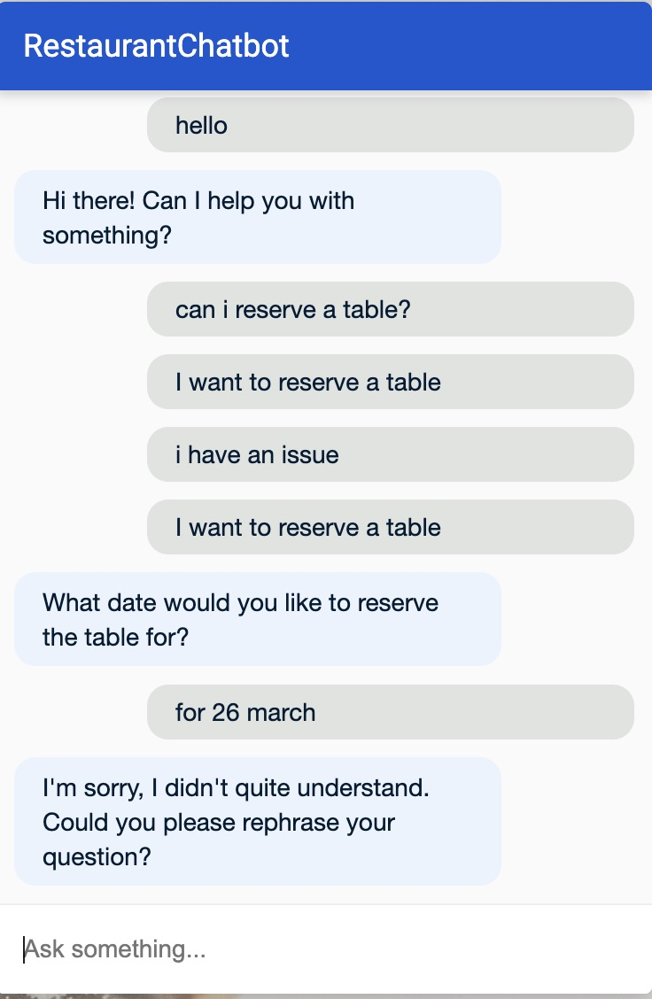 RestaurantChatbot
hello
Hi there! Can I help you with
something?
can i reserve a table?
I want to reserve a table
i have an issue
I want to reserve a table
What date would you like to reserve
the table for?
for 26 march
I'm sorry, I didn't quite understand.
Could you please rephrase your
question?
Ask something...